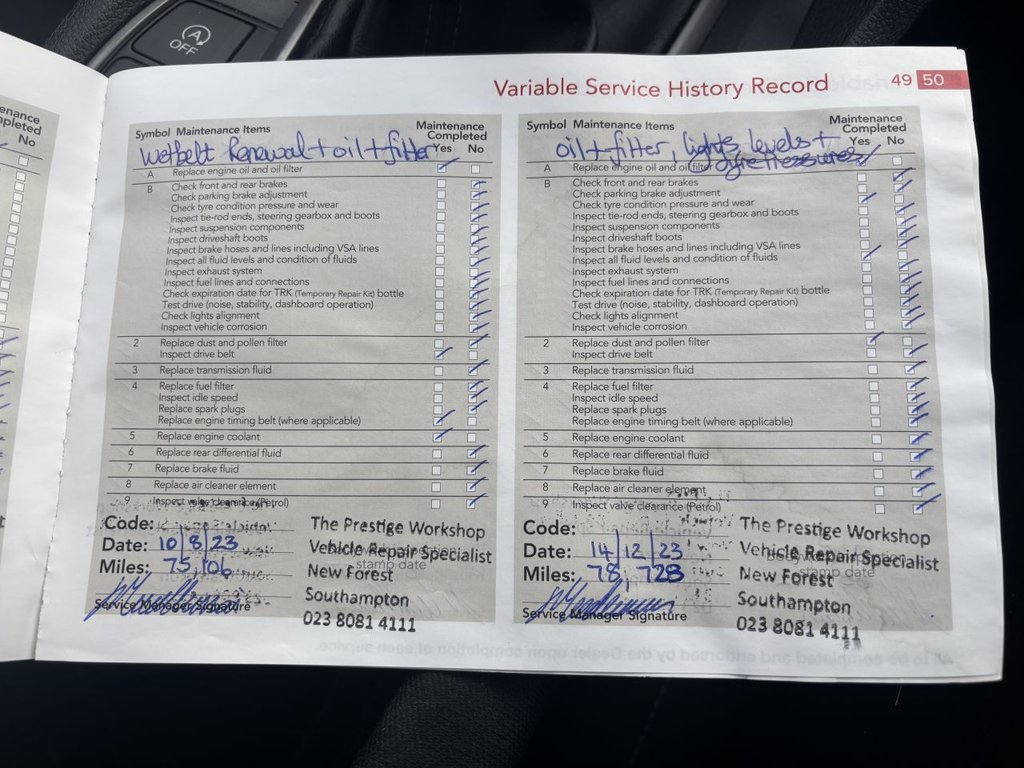 OFF
Variable Service History Record 49 50
enance
mpleted
No
Symbol Maintenance Items Maintenance Completed
Yes No
Wetbelt Renewal + oil + filter
A Replace engine oil and oil filter
B Check front and rear brakes
Check parking brake adjustment
Check tyre condition pressure and wear
Inspect tie-rod ends, steering gearbox and boots
Inspect suspension components
Inspect driveshaft boots
Inspect brake hoses and lines including VSA lines
Inspect all fluid levels and condition of fluids
Inspect exhaust system
Inspect fuel lines and connections
Check expiration date for TRK (Temporary Repair Kit) bottle
Test drive (noise, stability, dashboard operation)
Check lights alignment
Inspect vehicle corrosion
2 Replace dust and pollen filter
Inspect drive belt
3 Replace transmission fluid
4 Replace fuel filter
Inspect idle speed
Replace spark plugs
Replace engine timing belt (where applicable)
5 Replace engine coolant
6 Replace rear differential fluid
7 Replace brake fluid
8 Replace air cleaner element
9 Inspect valve clearance (Petrol)
Code:
Date: 10/8/23
Miles: 75,106
Service Manager Signature
The Prestige Workshop
Vehicle Repair Specialist
stamp date
New Forest
Southampton
023 8081 4111
Symbol Maintenance Items Maintenance Completed
Yes No
oil + filter, lights levels + tyre Pressures
A Replace engine oil and oil filter
B Check front and rear brakes
Check parking brake adjustment
Check tyre condition pressure and wear
Inspect tie-rod ends, steering gearbox and boots
Inspect suspension components
Inspect driveshaft boots
Inspect brake hoses and lines including VSA lines
Inspect all fluid levels and condition of fluids
Inspect exhaust system
Inspect fuel lines and connections
Check expiration date for TRK (Temporary Repair Kit) bottle
Test drive (noise, stability, dashboard operation)
Check lights alignment
Inspect vehicle corrosion
2 Replace dust and pollen filter
Inspect drive belt
3 Replace transmission fluid
4 Replace fuel filter
Inspect idle speed
Replace spark plugs
Replace engine timing belt (where applicable)
5 Replace engine coolant
6 Replace rear differential fluid
7 Replace brake fluid
8 Replace air cleaner element
9 Inspect valve clearance (Petrol)
Code:
Date: 14/12/23
Miles: 78,728
Service Manager Signature
The Prestige Workshop
Vehicle Repair Specialist
stamp date
New Forest
Southampton
023 8081 4111